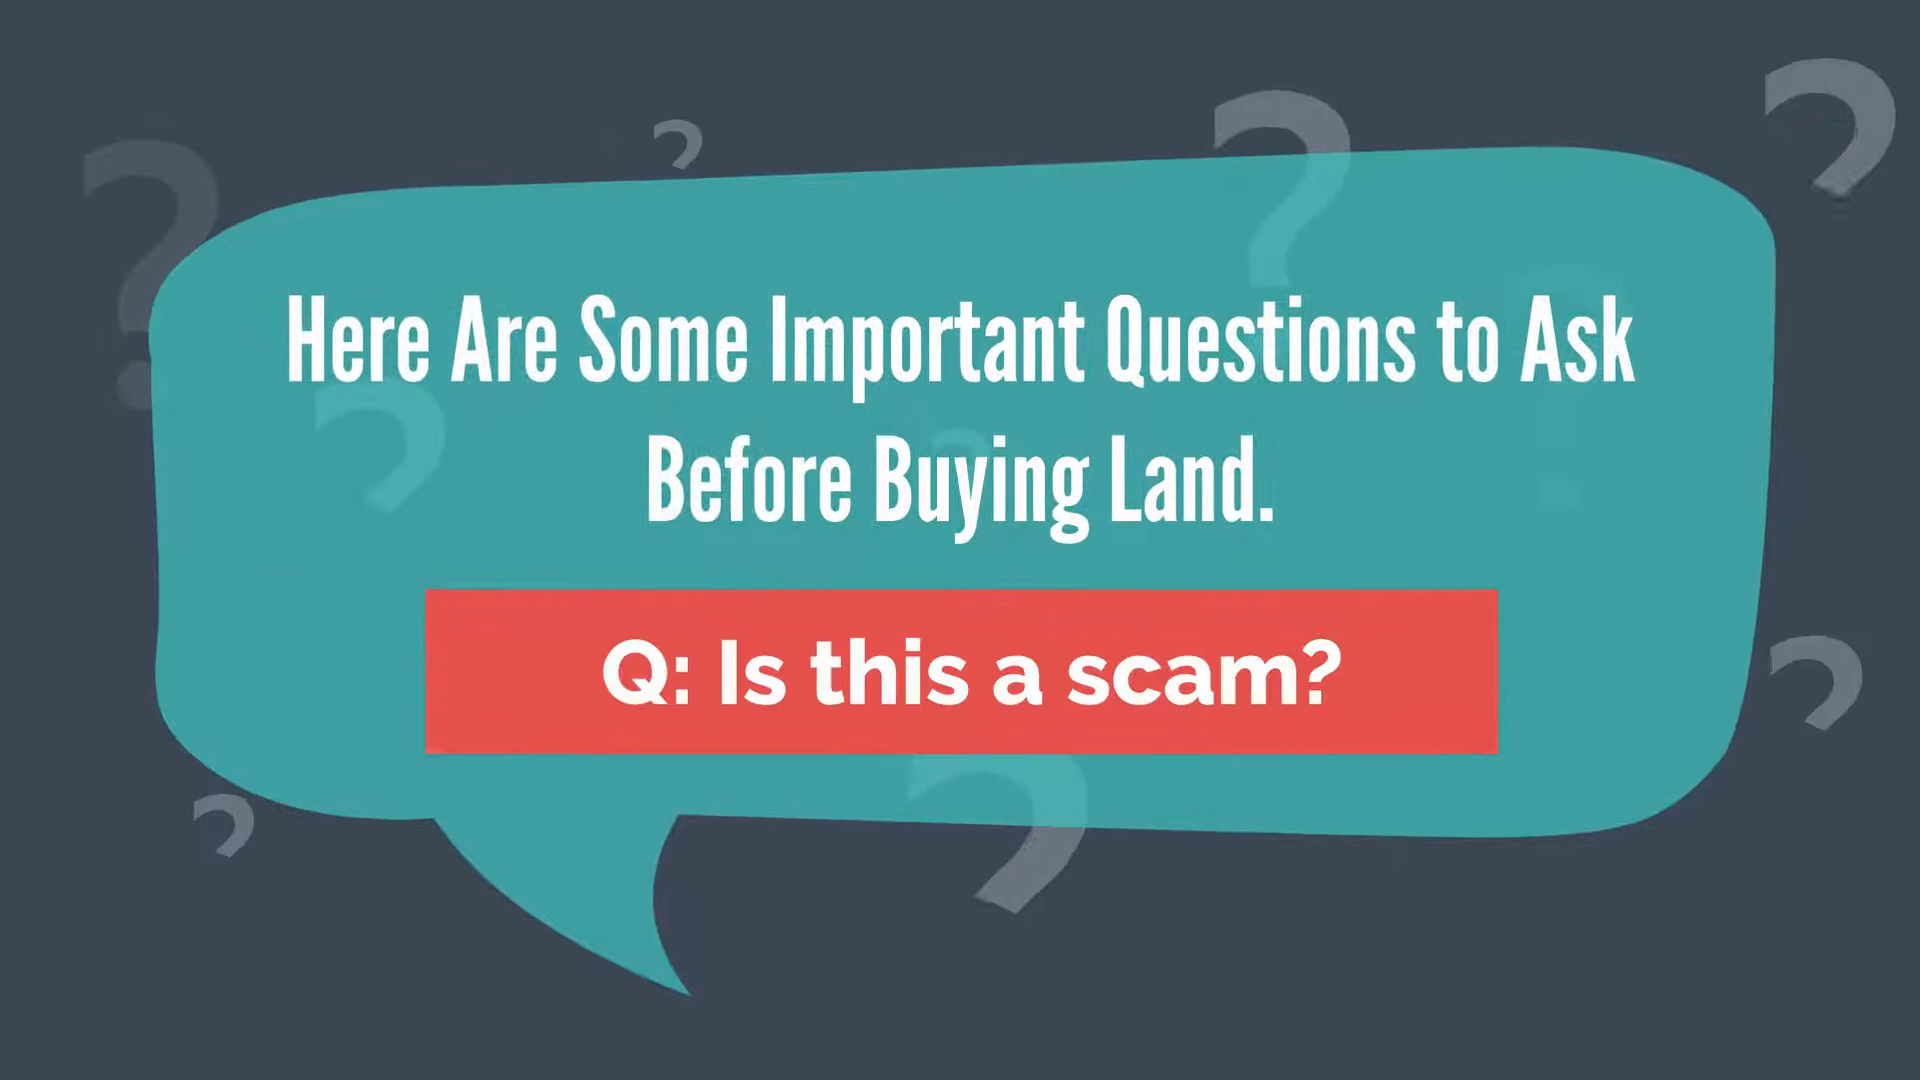 Here Are Some Important Questions to Ask
Before Buying Land.
Q: Is this a scam?